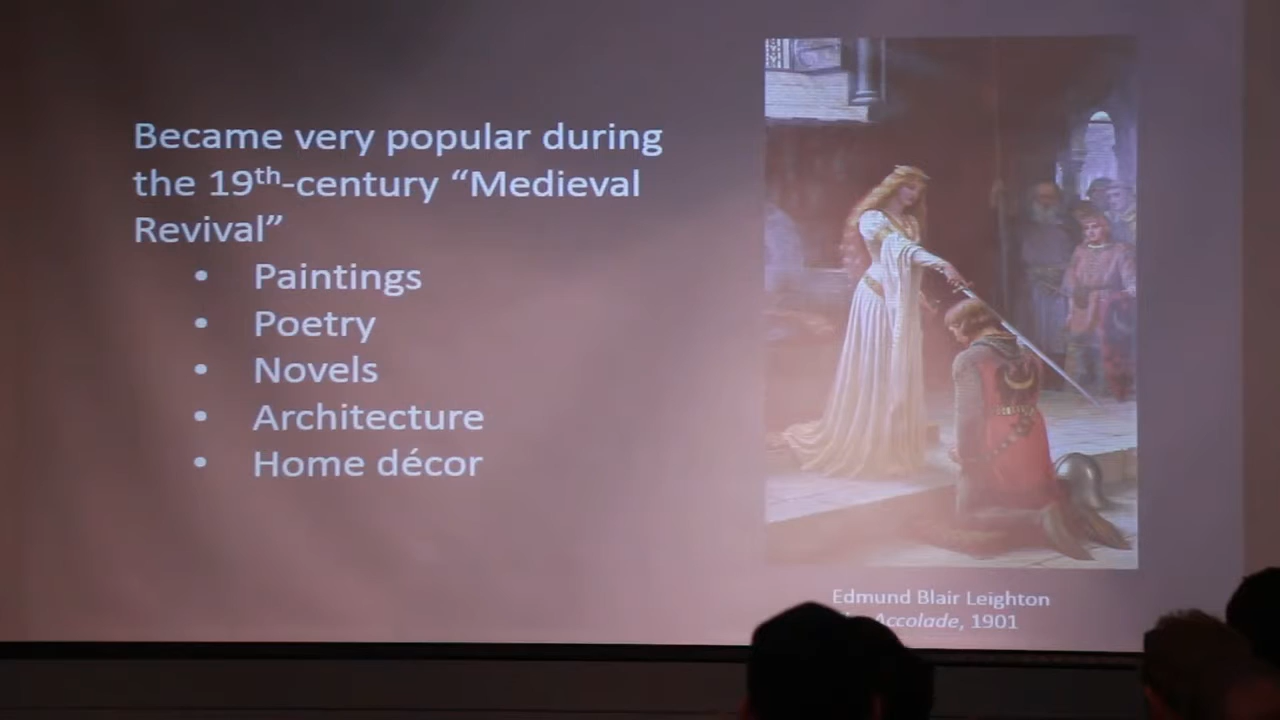 Became very popular during
the 19th-century “Medieval
Revival”
• Paintings
• Poetry
• Novels
• Architecture
• Home décor
Edmund Blair Leighton
Accolade, 1901